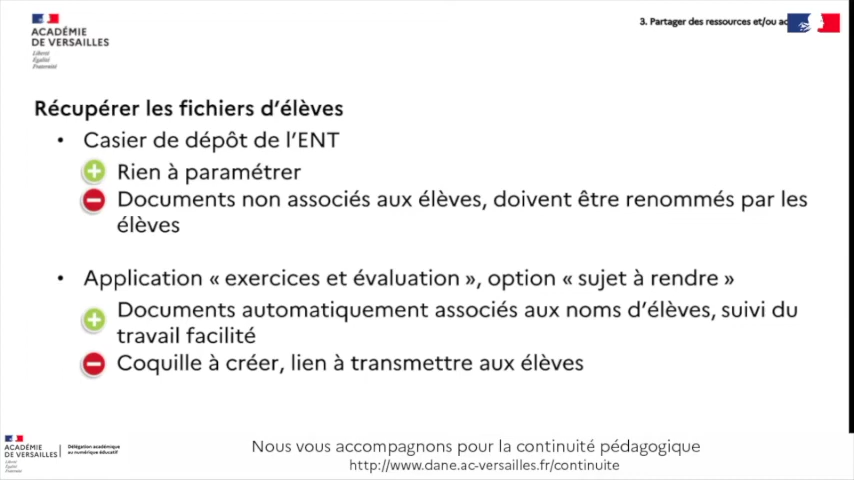 ACADÉMIE
DE VERSAILLES
Liberté
Égalité
Fraternité
3. Partager des ressources et/ou ac
Récupérer les fichiers d’élèves
• Casier de dépôt de l’ENT
Rien à paramétrer
Documents non associés aux élèves, doivent être renommés par les
élèves
• Application « exercices et évaluation », option « sujet à rendre »
Documents automatiquement associés aux noms d’élèves, suivi du
travail facilité
Coquille à créer, lien à transmettre aux élèves
ACADÉMIE
DE VERSAILLES
Liberté
Égalité
Fraternité
Délégation académique
au numérique éducatif
Nous vous accompagnons pour la continuité pédagogique
http://www.dane.ac-versailles.fr/continuite